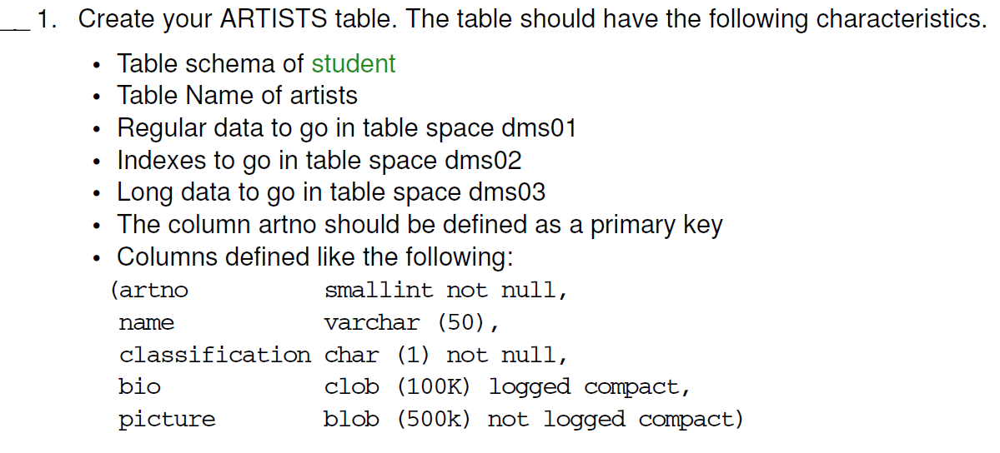 __ 1. Create your ARTISTS table. The table should have the following characteristics.
• Table schema of student
• Table Name of artists
• Regular data to go in table space dms01
• Indexes to go in table space dms02
• Long data to go in table space dms03
• The column artno should be defined as a primary key
• Columns defined like the following:
(artno smallint not null,
name varchar (50),
classification char (1) not null,
bio clob (100K) logged compact,
picture blob (500k) not logged compact)